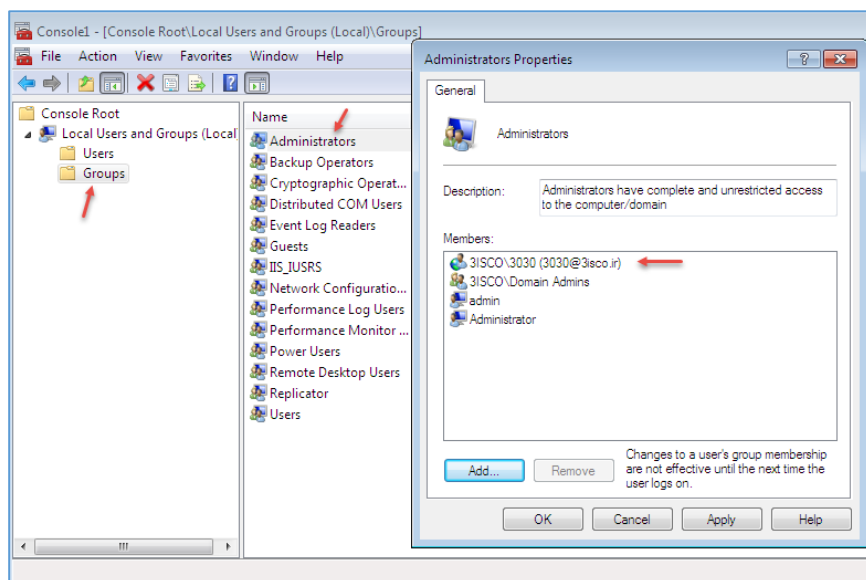 Console1 - [Console Root\Local Users and Groups (Local)\Groups]
File Action View Favorites Window Help
Console Root
Local Users and Groups (Local
Users
Groups
Name
Administrators
Backup Operators
Cryptographic Operat...
Distributed COM Users
Event Log Readers
Guests
IIS_IUSRS
Network Configuratio...
Performance Log Users
Performance Monitor ...
Power Users
Remote Desktop Users
Replicator
Users
Administrators Properties
General
Administrators
Description:
Administrators have complete and unrestricted access
to the computer/domain
Members:
3ISCO\3030 (3030@3isco.ir)
3ISCO\Domain Admins
admin
Administrator
Add...
Remove
Changes to a user's group membership
are not effective until the next time the
user logs on.
OK
Cancel
Apply
Help